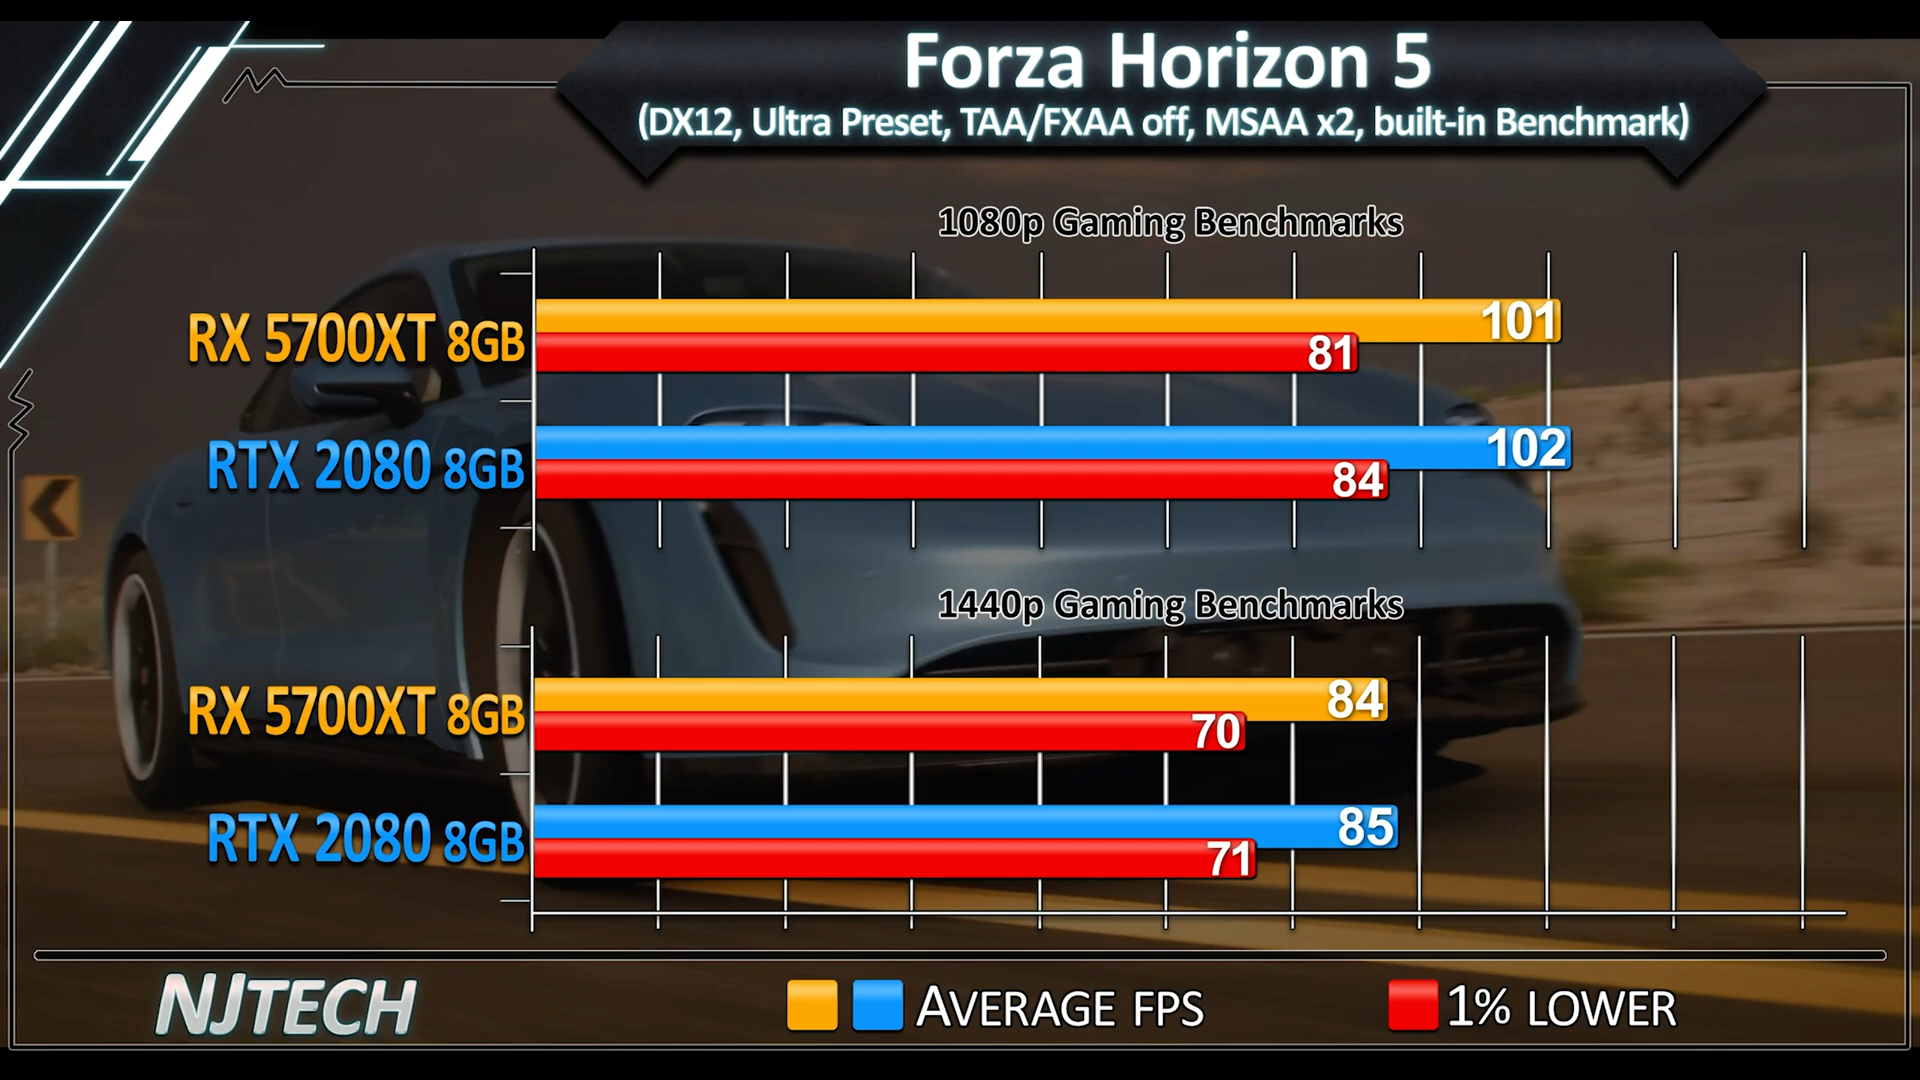 Forza Horizon 5
(DX12, Ultra Preset, TAA/FXAA off, MSAA x2, built-in Benchmark)
1080p Gaming Benchmarks
RX 5700XT 8GB
101
81
RTX 2080 8GB
102
84
1440p Gaming Benchmarks
RX 5700XT 8GB
84
70
RTX 2080 8GB
85
71
NJTECH
AVERAGE FPS
1% LOWER